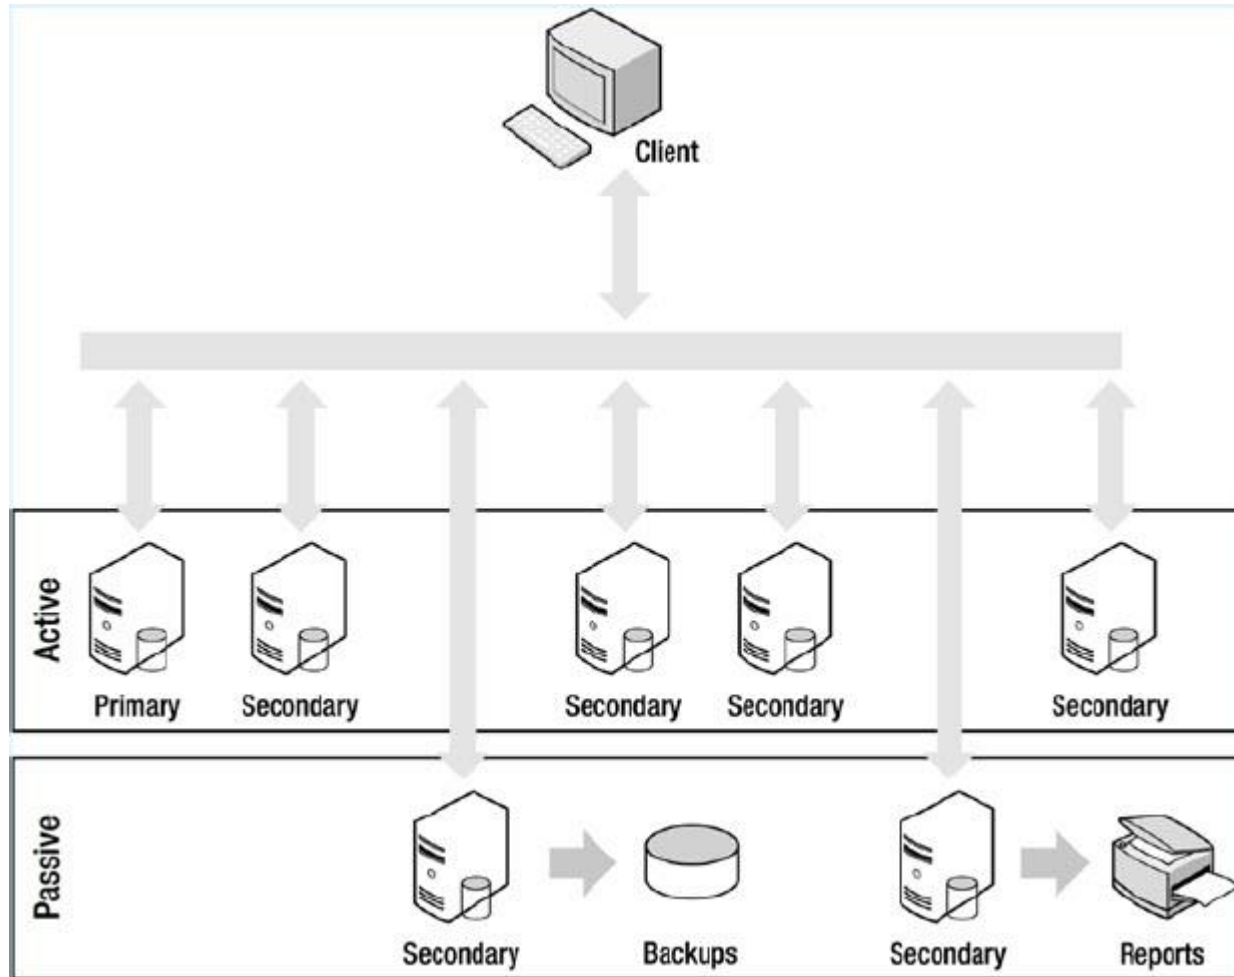 Client
Active
Primary
Secondary
Secondary
Secondary
Secondary
Passive
Secondary
Backups
Secondary
Reports